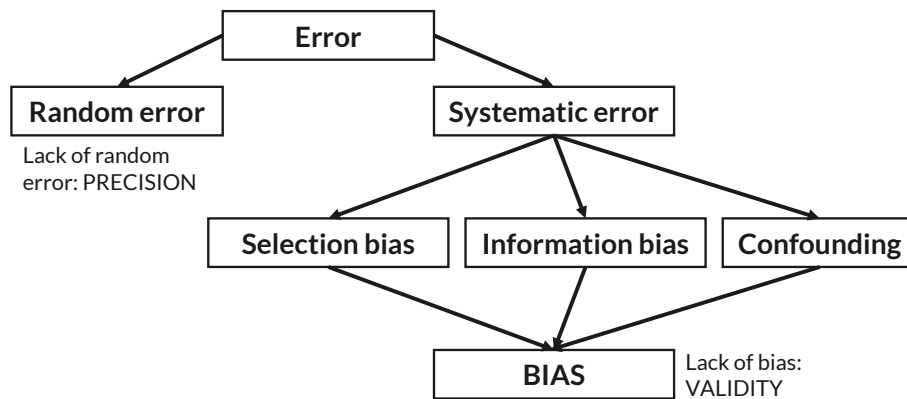 Error
Random error
Systematic error
Lack of random
error: PRECISION
Selection bias
Information bias
Confounding
BIAS
Lack of bias:
VALIDITY